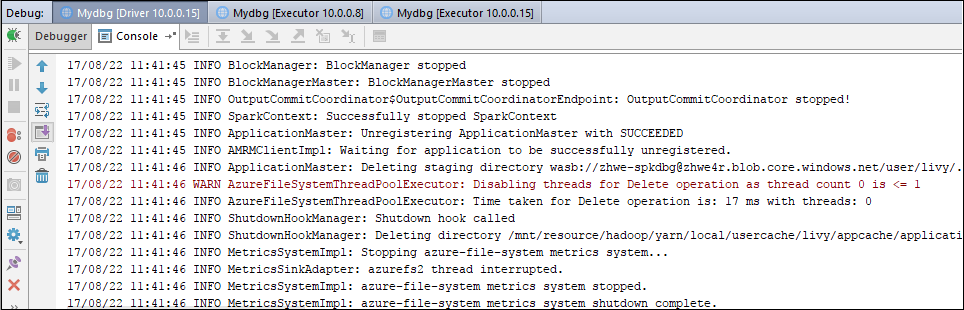 Debug: Mydbg [Driver 10.0.0.15] Mydbg [Executor 10.0.0.8] Mydbg [Executor 10.0.0.15]
Debugger Console
17/08/22 11:41:45 INFO BlockManager: BlockManager stopped
17/08/22 11:41:45 INFO BlockManagerMaster: BlockManagerMaster stopped
17/08/22 11:41:45 INFO OutputCommitCoordinator$OutputCommitCoordinatorEndpoint: OutputCommitCoordinator stopped!
17/08/22 11:41:45 INFO SparkContext: Successfully stopped SparkContext
17/08/22 11:41:45 INFO ApplicationMaster: Unregistering ApplicationMaster with SUCCEEDED
17/08/22 11:41:45 INFO AMRMClientImpl: Waiting for application to be successfully unregistered.
17/08/22 11:41:46 INFO ApplicationMaster: Deleting staging directory wasb://zhwe-spkdbg@zhwe4r.blob.core.windows.net/user/livy/.
17/08/22 11:41:46 WARN AzureFileSystemThreadPoolExecutor: Disabling threads for Delete operation as thread count 0 is <= 1
17/08/22 11:41:46 INFO AzureFileSystemThreadPoolExecutor: Time taken for Delete operation is: 17 ms with threads: 0
17/08/22 11:41:46 INFO ShutdownHookManager: Shutdown hook called
17/08/22 11:41:46 INFO ShutdownHookManager: Deleting directory /mnt/resource/hadoop/yarn/local/usercache/livy/appcache/applicati
17/08/22 11:41:46 INFO MetricsSystemImpl: Stopping azure-file-system metrics system...
17/08/22 11:41:46 INFO MetricsSinkAdapter: azurefs2 thread interrupted.
17/08/22 11:41:46 INFO MetricsSystemImpl: azure-file-system metrics system stopped.
17/08/22 11:41:46 INFO MetricsSystemImpl: azure-file-system metrics system shutdown complete.